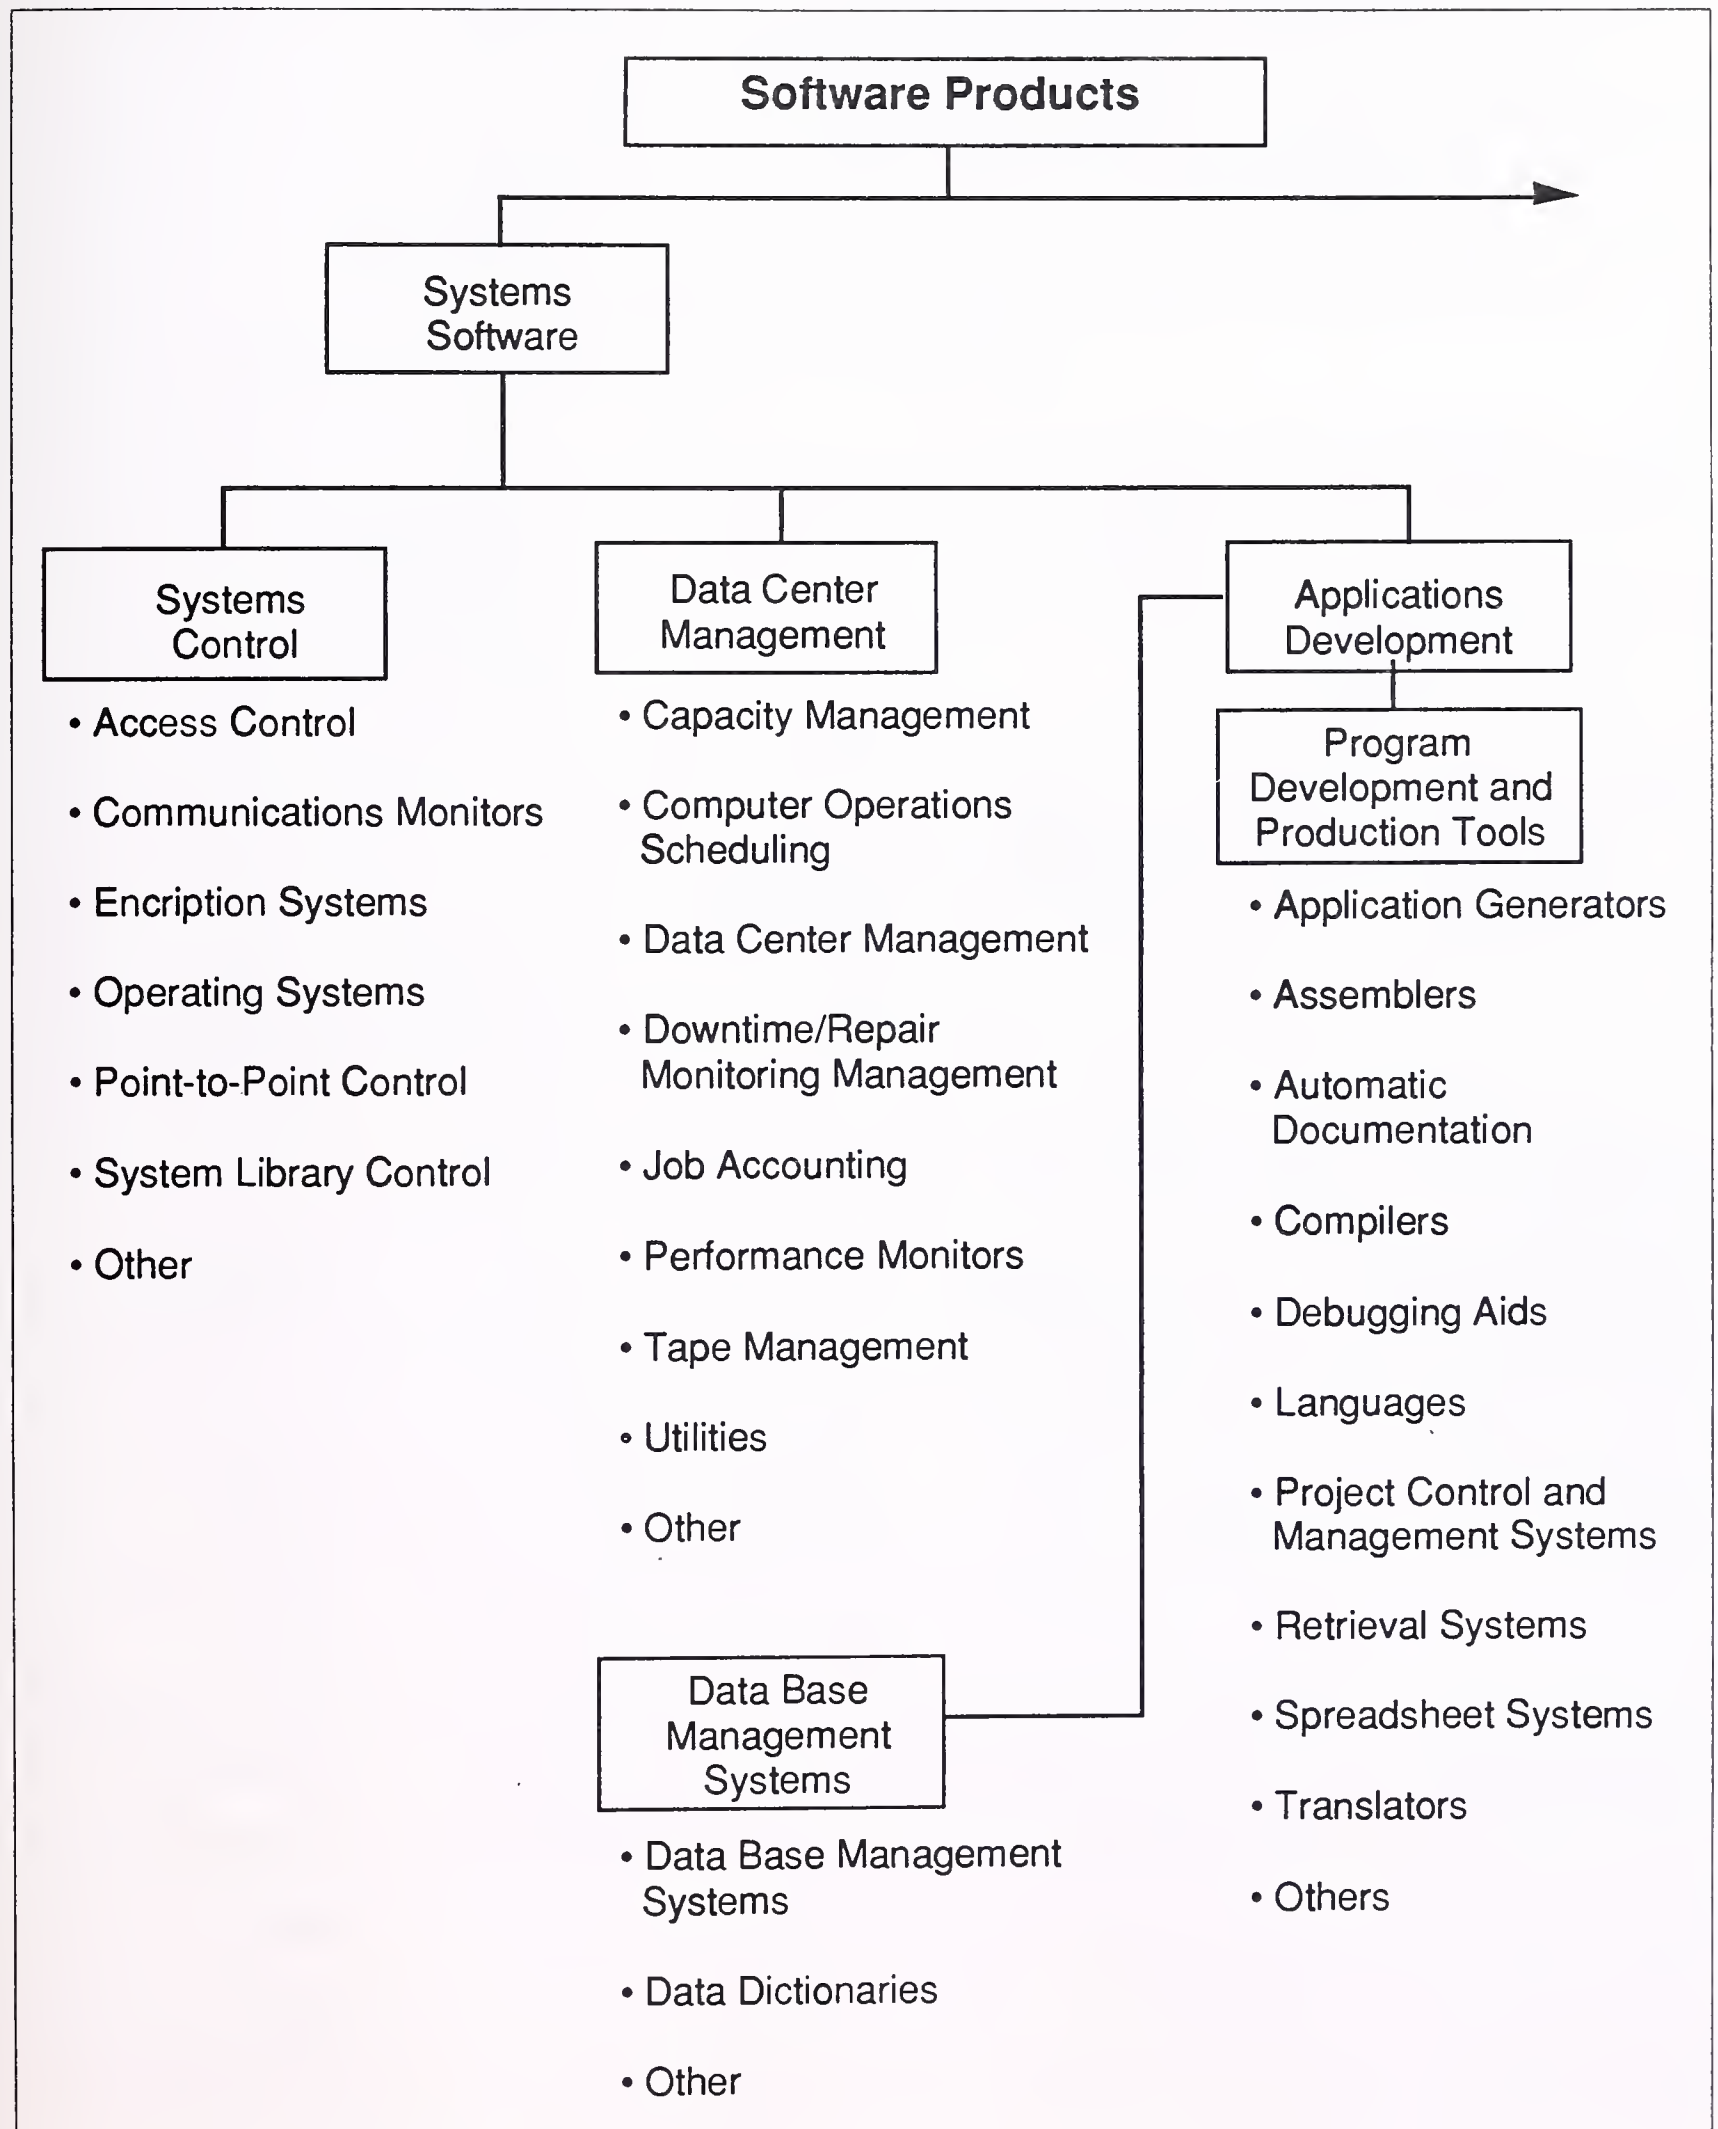 Software Products
Systems
Software
Systems
Control
• Access Control
• Communications Monitors
• Encription Systems
• Operating Systems
• Point-to-Point Control
• System Library Control
• Other
Data Center
Management
• Capacity Management
• Computer Operations
Scheduling
• Data Center Management
• Downtime/Repair
Monitoring Management
• Job Accounting
• Performance Monitors
• Tape Management
• Utilities
• Other
Data Base
Management
Systems
• Data Base Management
Systems
• Data Dictionaries
• Other
Applications
Development
Program
Development and
Production Tools
• Application Generators
• Assemblers
• Automatic
Documentation
• Compilers
• Debugging Aids
• Languages
• Project Control and
Management Systems
• Retrieval Systems
• Spreadsheet Systems
• Translators
• Others